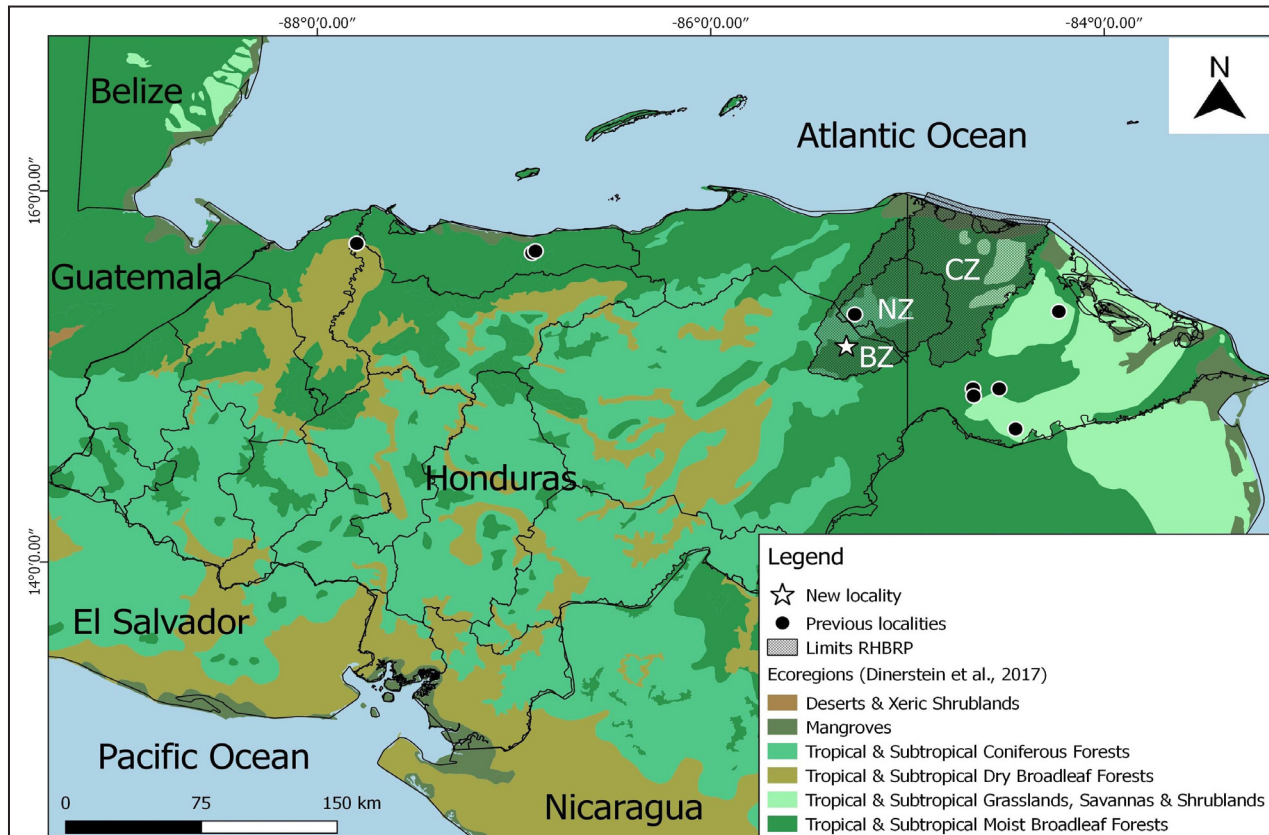 -88°0'0.00"
-86°0'0.00"
-84°0'0.00"
N
Belize
Atlantic Ocean
16°0'0.00"
Guatemala
CZ
NZ
BZ
Honduras
14°0'0.00"
El Salvador
Pacific Ocean
Nicaragua
0
75
150 km
Legend
New locality
Previous localities
Limits RHBRP
Ecoregions (Dinerstein et al., 2017)
Deserts & Xeric Shrublands
Mangroves
Tropical & Subtropical Coniferous Forests
Tropical & Subtropical Dry Broadleaf Forests
Tropical & Subtropical Grasslands, Savannas & Shrublands
Tropical & Subtropical Moist Broadleaf Forests